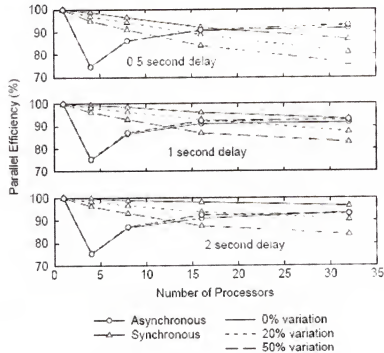 100
90
80
70
0.5 second delay
100
90
80
70
1 second delay
100
90
80
70
2 second delay
0 5 10 15 20 25 30 35
Parallel Efficiency (%)
Number of Processors
Asynchronous
Synchronous
0% variation
20% variation
50% variation